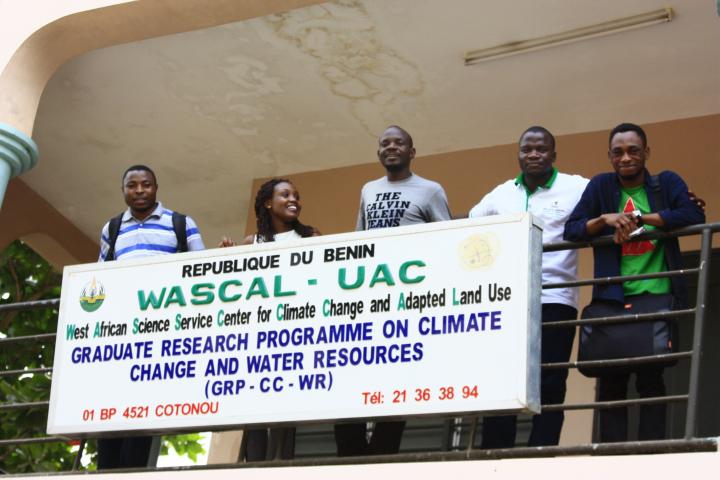 THE
CALVIN
KLEIN
JEANS
REPUBLIQUE DU BENIN
WASCAL - UAC
West African Science Service Center for Climate Change and Adapted Land Use
GRADUATE RESEARCH PROGRAMME ON CLIMATE
CHANGE AND WATER RESOURCES
(GRP - CC - WR)
01 BP 4521 COTONOU
Tél: 21 36 38 94